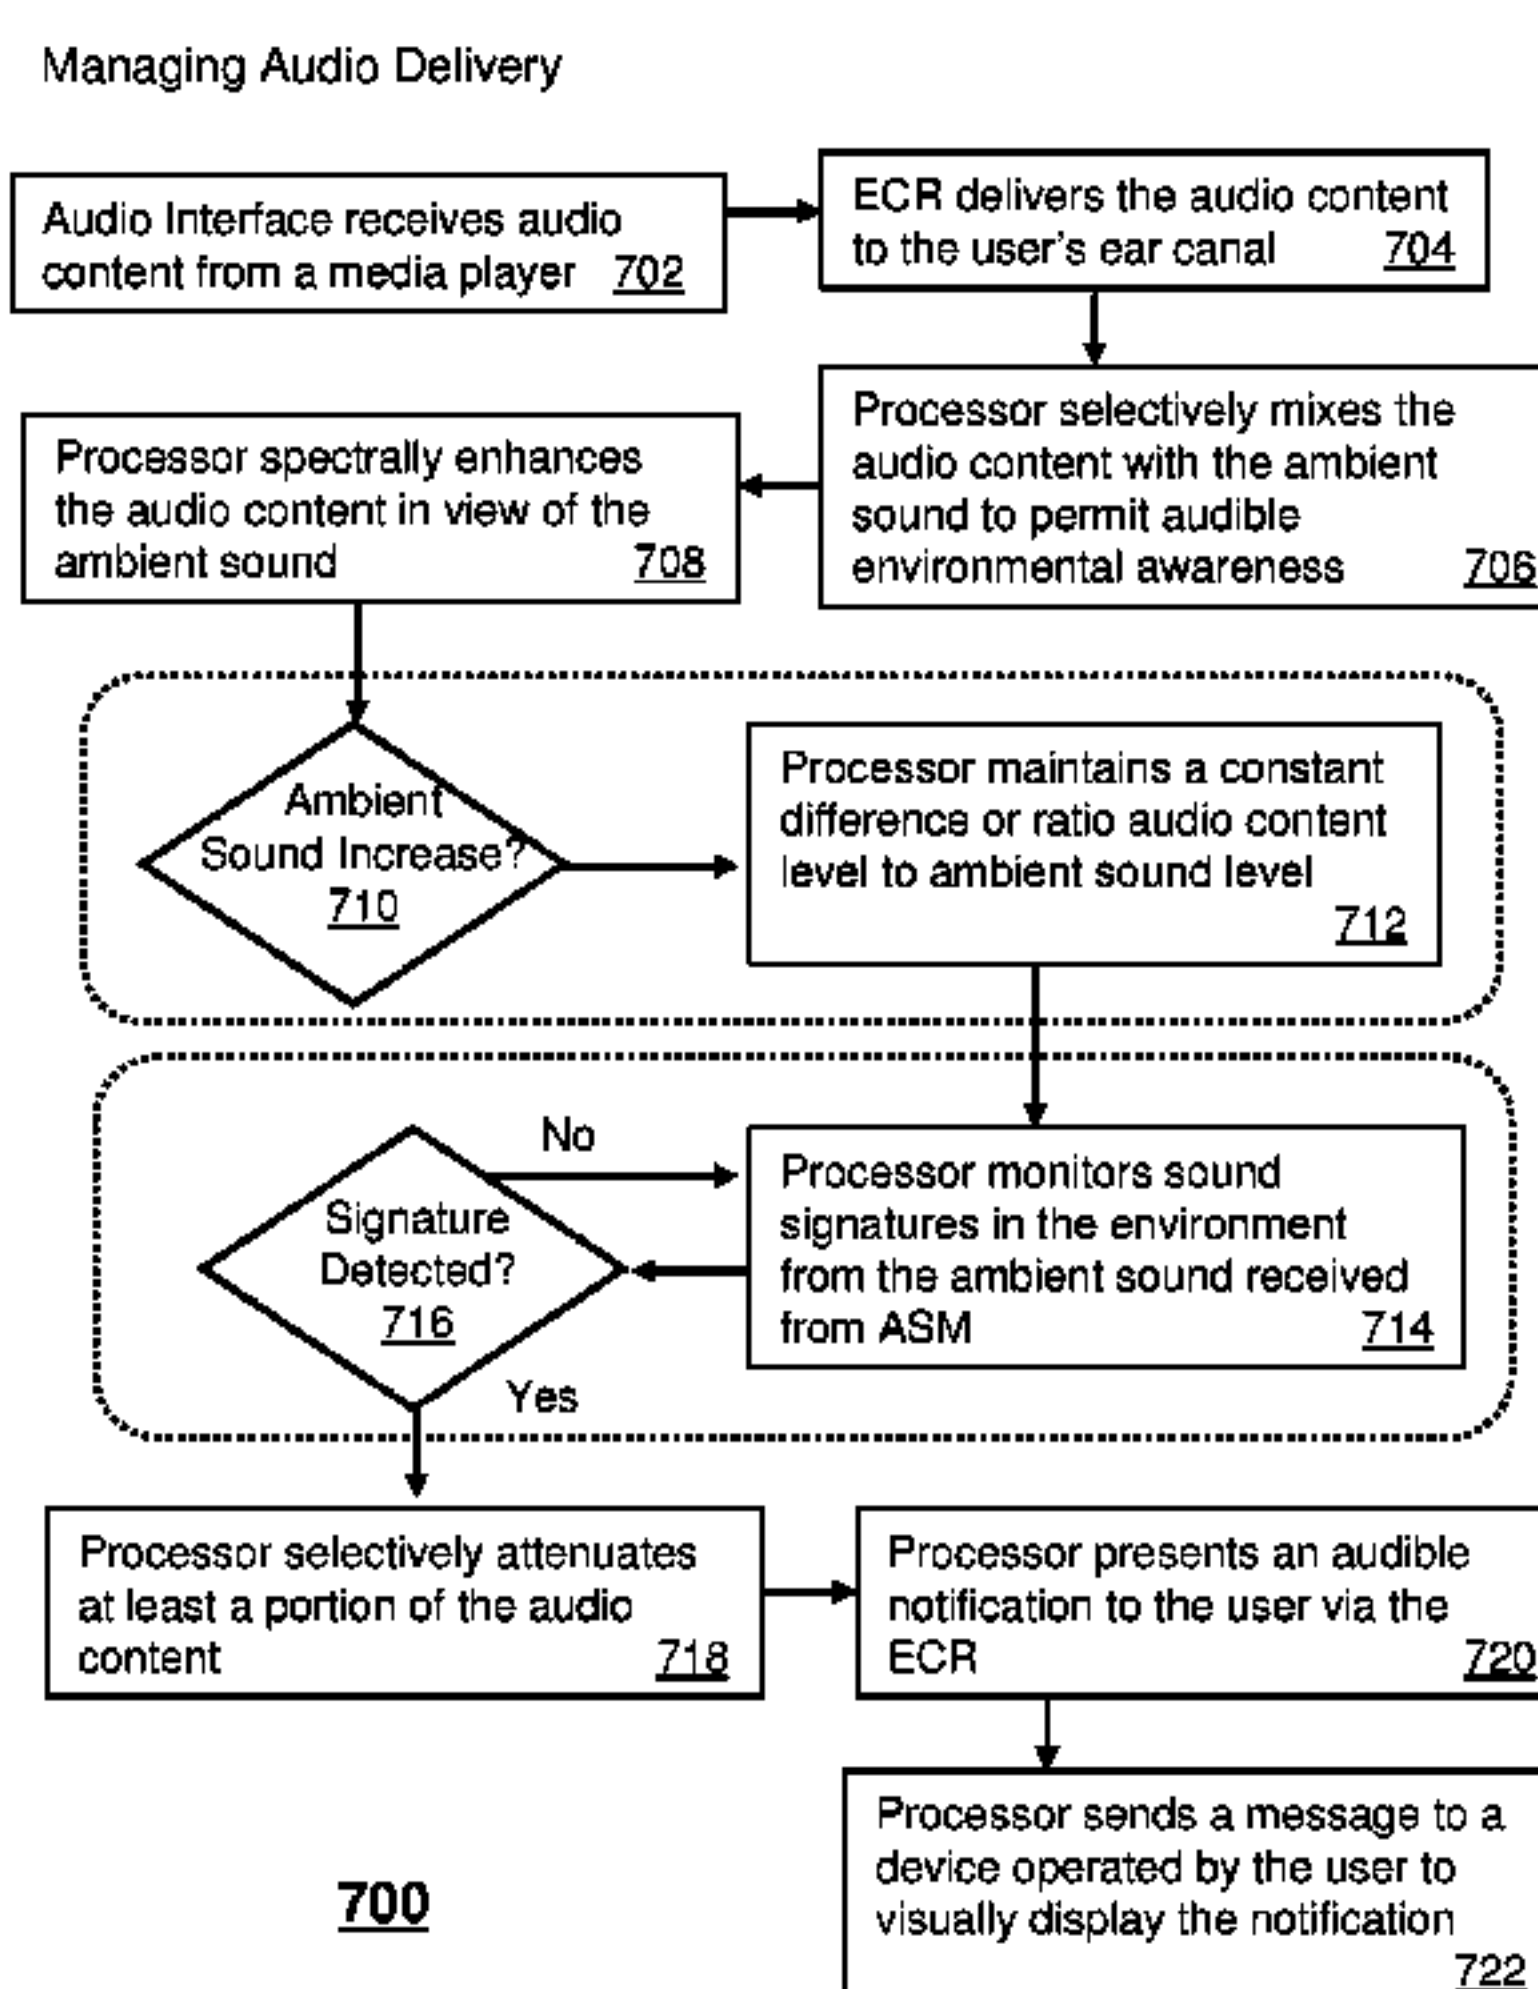 Managing Audio Delivery
Audio Interface receives audio
content from a media player 702
ECR delivers the audio content
to the user's ear canal 704
Processor selectively mixes the
audio content with the ambient
sound to permit audible
environmental awareness 706
Processor spectrally enhances
the audio content in view of the
ambient sound 708
Ambient
Sound Increase?
710
Processor maintains a constant
difference or ratio audio content
level to ambient sound level
712
Processor monitors sound
signatures in the environment
from the ambient sound received
from ASM 714
No
Signature
Detected?
716
Yes
Processor selectively attenuates
at least a portion of the audio
content 718
Processor presents an audible
notification to the user via the
ECR 720
Processor sends a message to a
device operated by the user to
visually display the notification
722
700